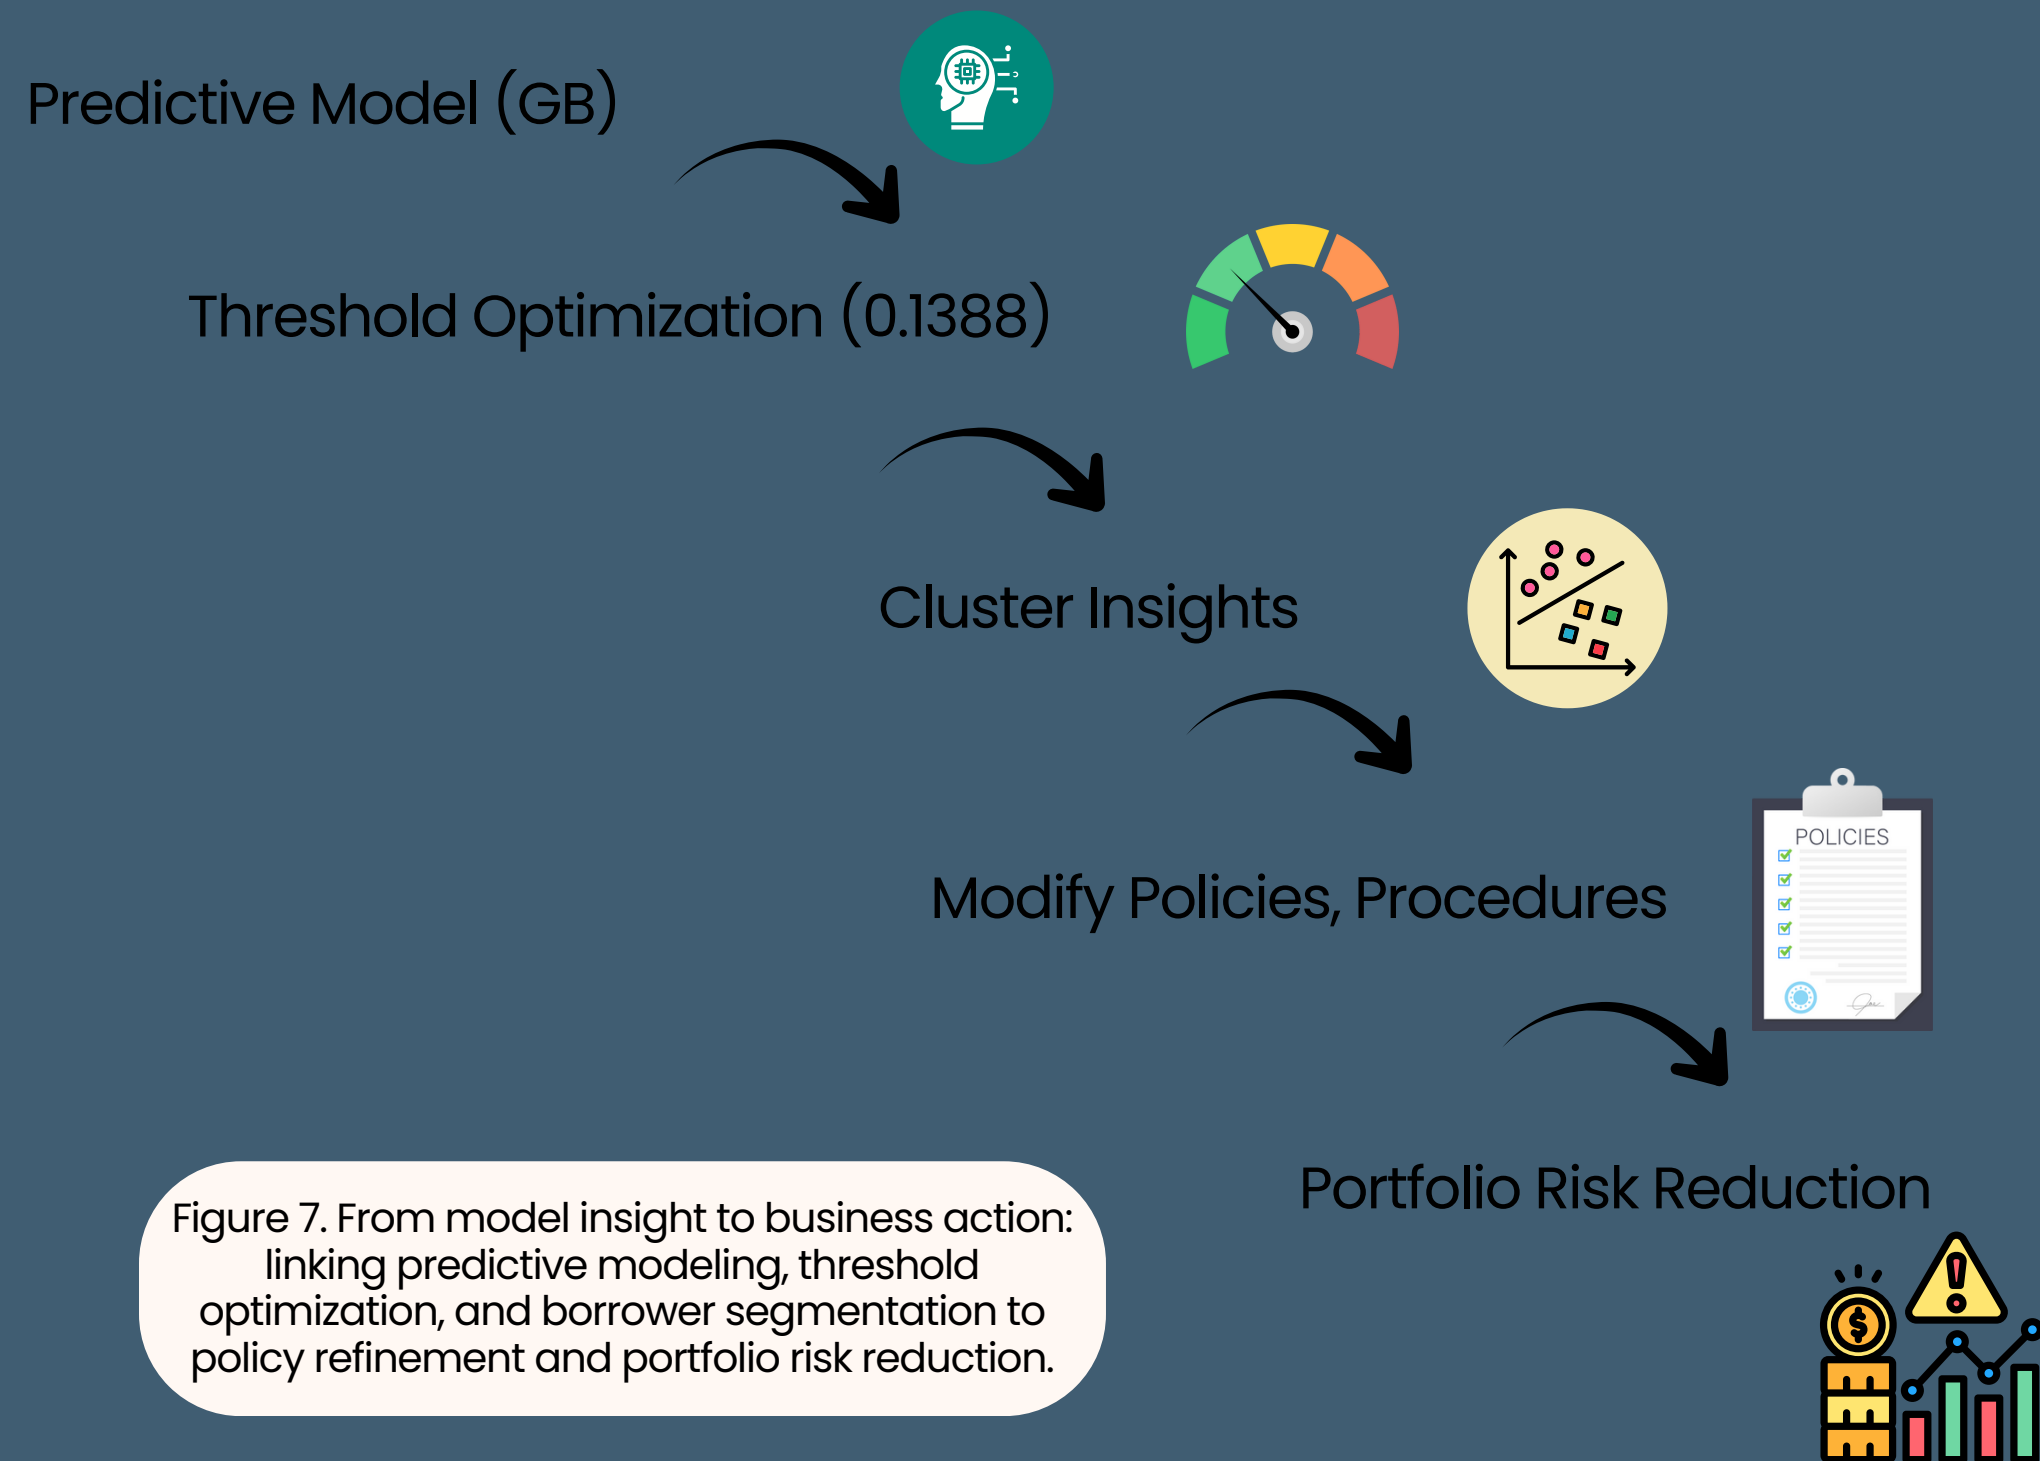 Predictive Model (GB)
Threshold Optimization (0.1388)
Cluster Insights
POLICIES
Modify Policies, Procedures
Portfolio Risk Reduction
Figure 7. From model insight to business action:
linking predictive modeling, threshold
optimization, and borrower segmentation to
policy refinement and portfolio risk reduction.